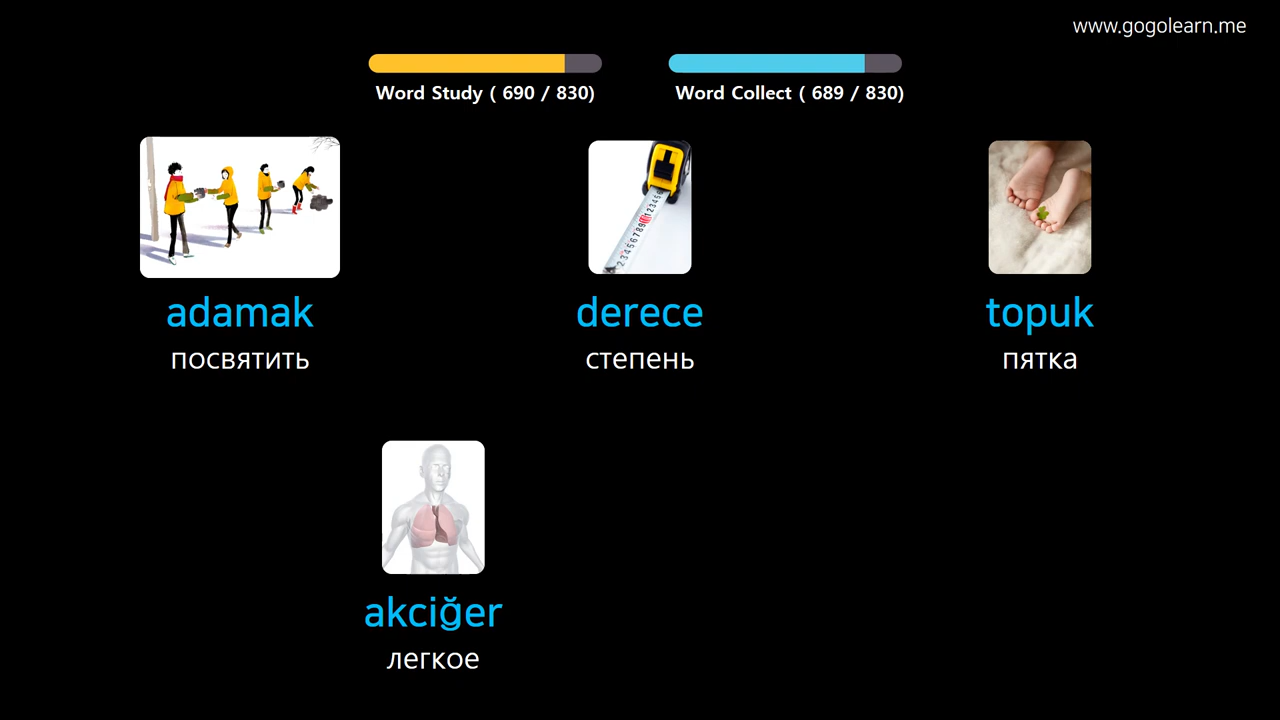 www.gogolearn.me
Word Study ( 690 / 830)
Word Collect ( 689 / 830)
adamak
посвятить
derece
степень
topuk
пятка
akciğer
легкое